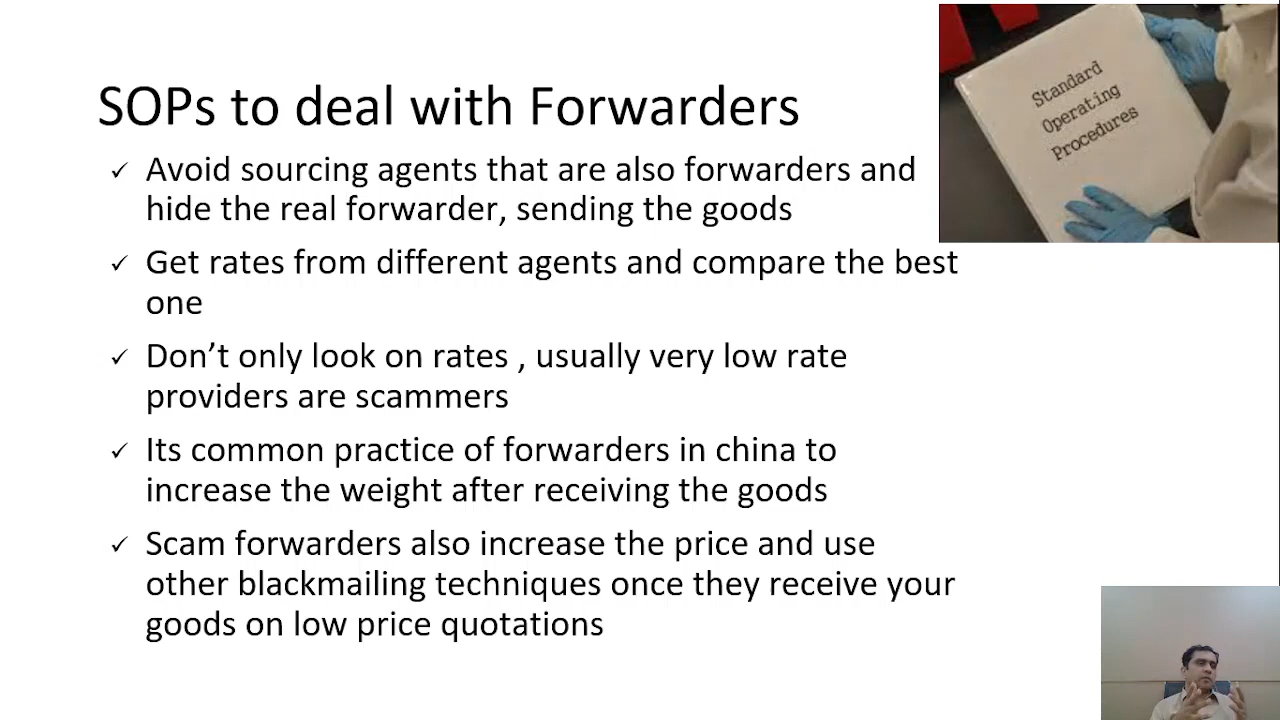 SOPs to deal with Forwarders
✓ Avoid sourcing agents that are also forwarders and
hide the real forwarder, sending the goods
✓ Get rates from different agents and compare the best
one
✓ Don’t only look on rates , usually very low rate
providers are scammers
✓ Its common practice of forwarders in china to
increase the weight after receiving the goods
✓ Scam forwarders also increase the price and use
other blackmailing techniques once they receive your
goods on low price quotations
Standard
Operating
Procedures